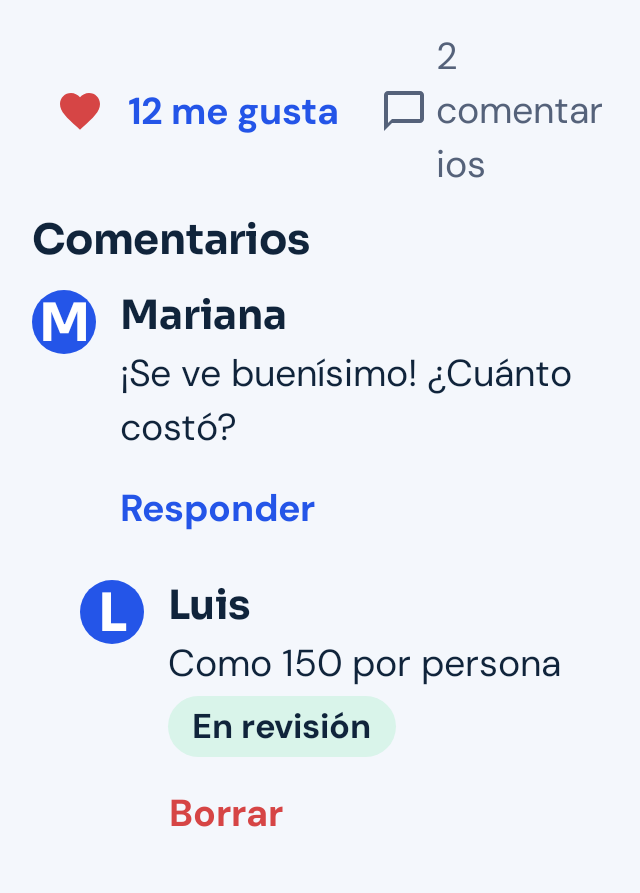 12 me gusta
2
comentar
ios
Comentarios
M
Mariana
¡Se ve buenísimo! ¿Cuánto
costó?
Responder
L
Luis
Como 150 por persona
En revisión
Borrar